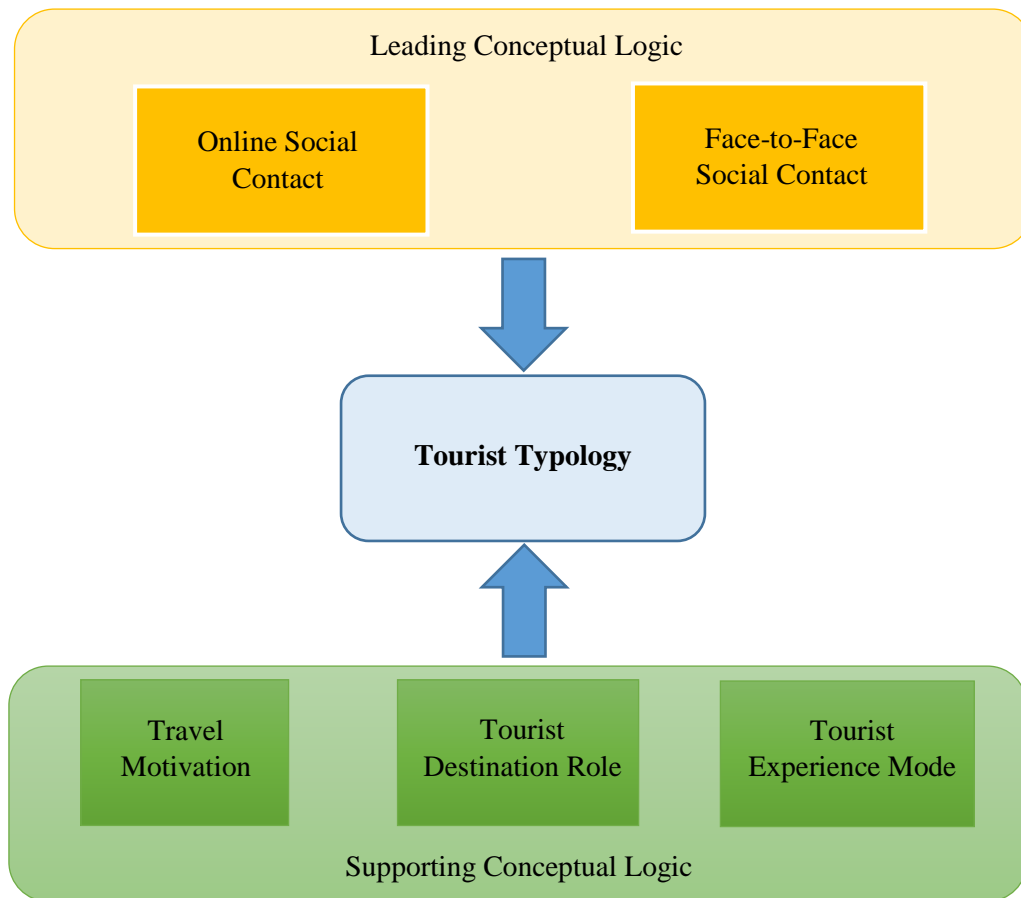 Leading Conceptual Logic
Online Social
Contact
Face-to-Face
Social Contact
Tourist Typology
Travel
Motivation
Tourist
Destination Role
Tourist
Experience Mode
Supporting Conceptual Logic